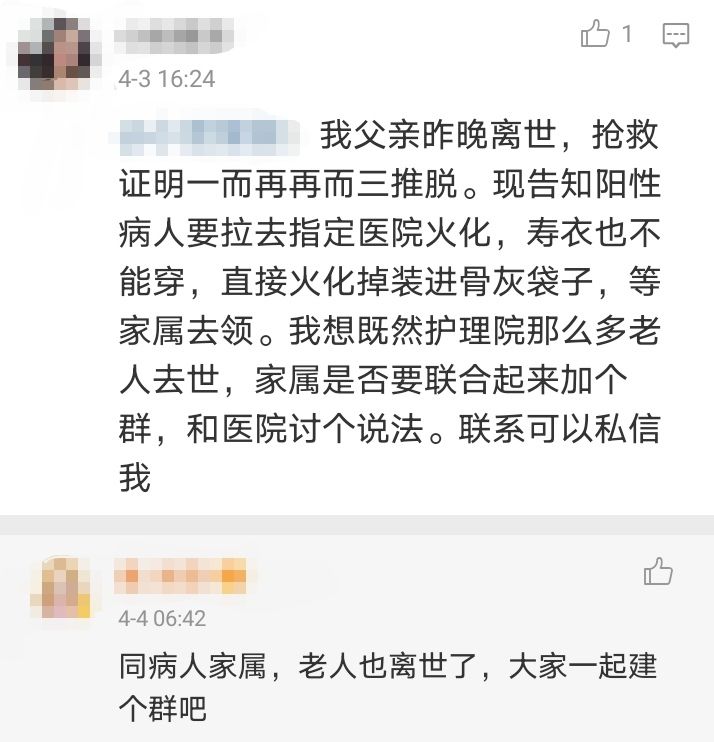 1
4-3 16:24
我父亲昨晚离世，抢救
证明一而再再而三推脱。现告知阳性
病人要拉去指定医院火化，寿衣也不
能穿，直接火化掉装进骨灰袋子，等
家属去领。我想既然护理院那么多老
人去世，家属是否要联合起来加个
群，和医院讨个说法。联系可以私信
我
4-4 06:42
同病人家属，老人也离世了，大家一起建
个群吧